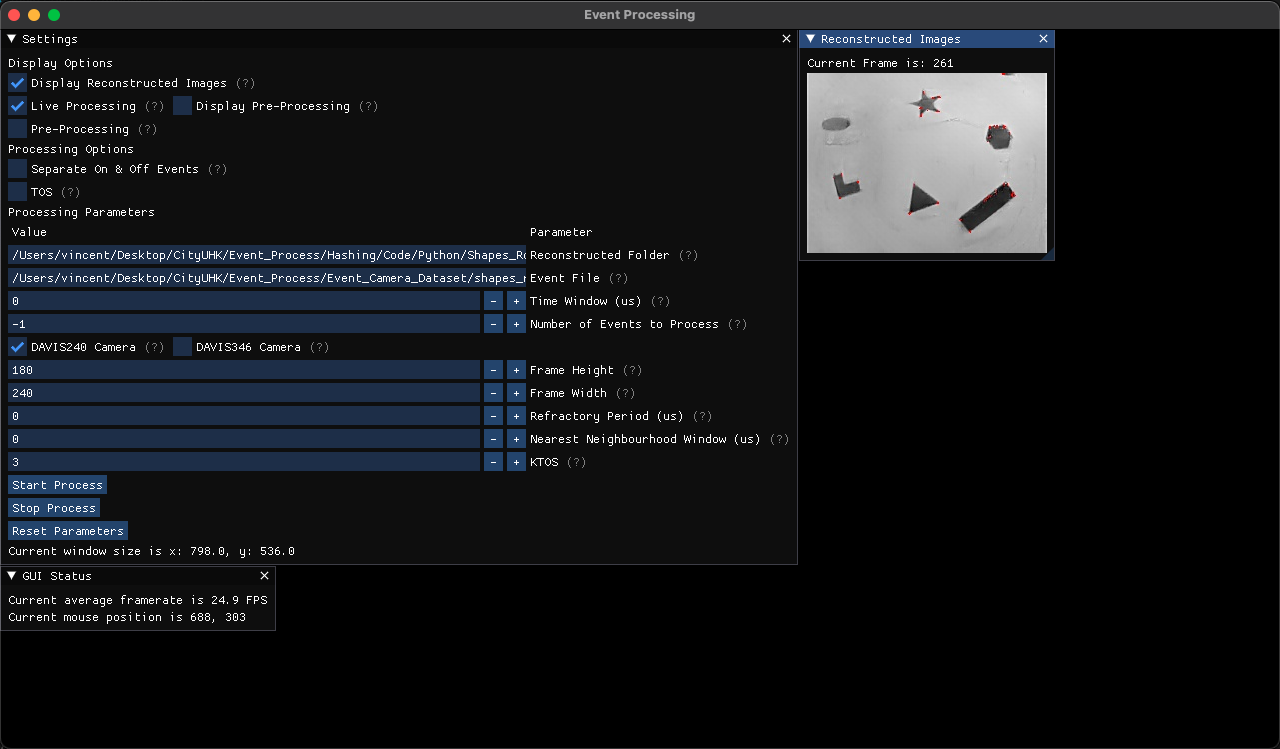 Event Processing
Settings
Display Options
Display Reconstructed Images (?)
Live Processing (?) Display Pre-Processing (?)
Pre-Processing (?)
Processing Options
Separate On & Off Events (?)
TOS (?)
Processing Parameters
Value Parameter
/Users/vincent/Desktop/CityUHK/Event_Process/Hashing/Code/Python/Shapes_Re Reconstructed Folder (?)
/Users/vincent/Desktop/CityUHK/Event_Process/Event_Camera_Dataset/shapes_r Event File (?)
0 - + Time Window (us) (?)
-1 - + Number of Events to Process (?)
DAVIS240 Camera (?) DAVIS346 Camera (?)
180 - + Frame Height (?)
240 - + Frame Width (?)
0 - + Refractory Period (us) (?)
0 - + Nearest Neighbourhood Window (us) (?)
3 - + KTOS (?)
Start Process
Stop Process
Reset Parameters
Current window size is x: 798.0, y: 536.0
GUI Status
Current average framerate is 24.9 FPS
Current mouse position is 688, 303
Reconstructed Images
Current Frame is: 261